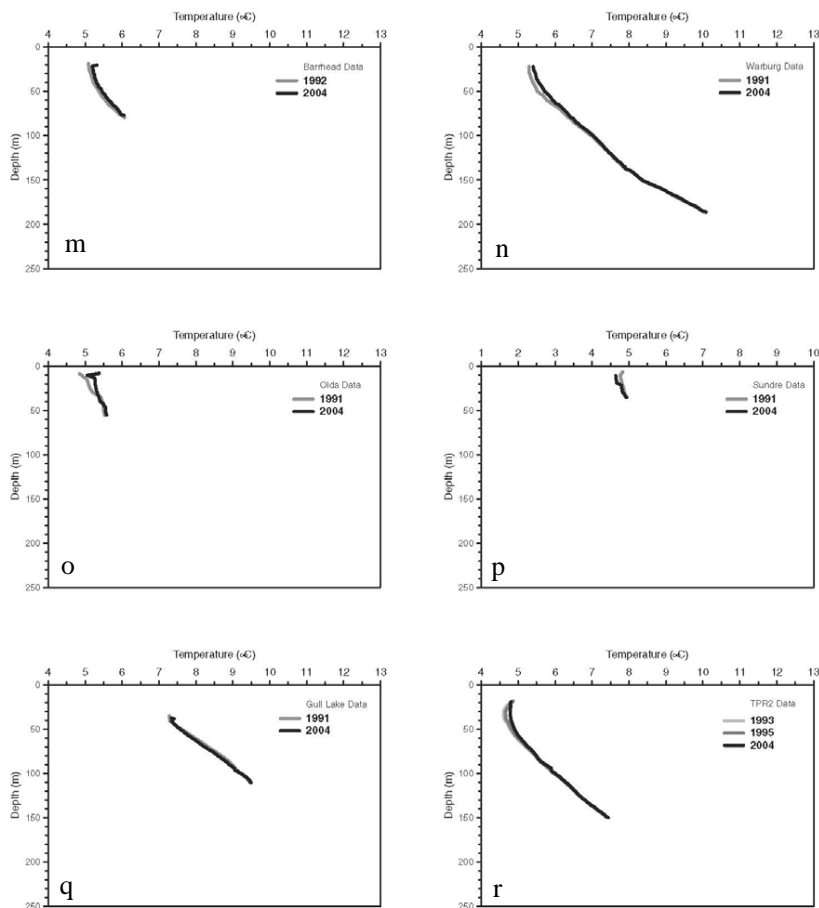 Temperature (∝C)
4 5 6 7 8 9 10 11 12 13
0
50
100
150
200
250
Depth (m)
Barrhead Data
1992
2004
m
Temperature (∝C)
4 5 6 7 8 9 10 11 12 13
0
50
100
150
200
250
Depth (m)
Warburg Data
1991
2004
n
Temperature (∝C)
4 5 6 7 8 9 10 11 12 13
0
50
100
150
200
250
Depth (m)
Olds Data
1991
2004
o
Temperature (∝C)
1 2 3 4 5 6 7 8 9 10
0
50
100
150
200
250
Depth (m)
Sundre Data
1991
2004
p
Temperature (∝C)
4 5 6 7 8 9 10 11 12 13
0
50
100
150
200
250
Depth (m)
Gull Lake Data
1991
2004
q
Temperature (∝C)
4 5 6 7 8 9 10 11 12 13
0
50
100
150
200
250
Depth (m)
TPR2 Data
1993
1995
2004
r